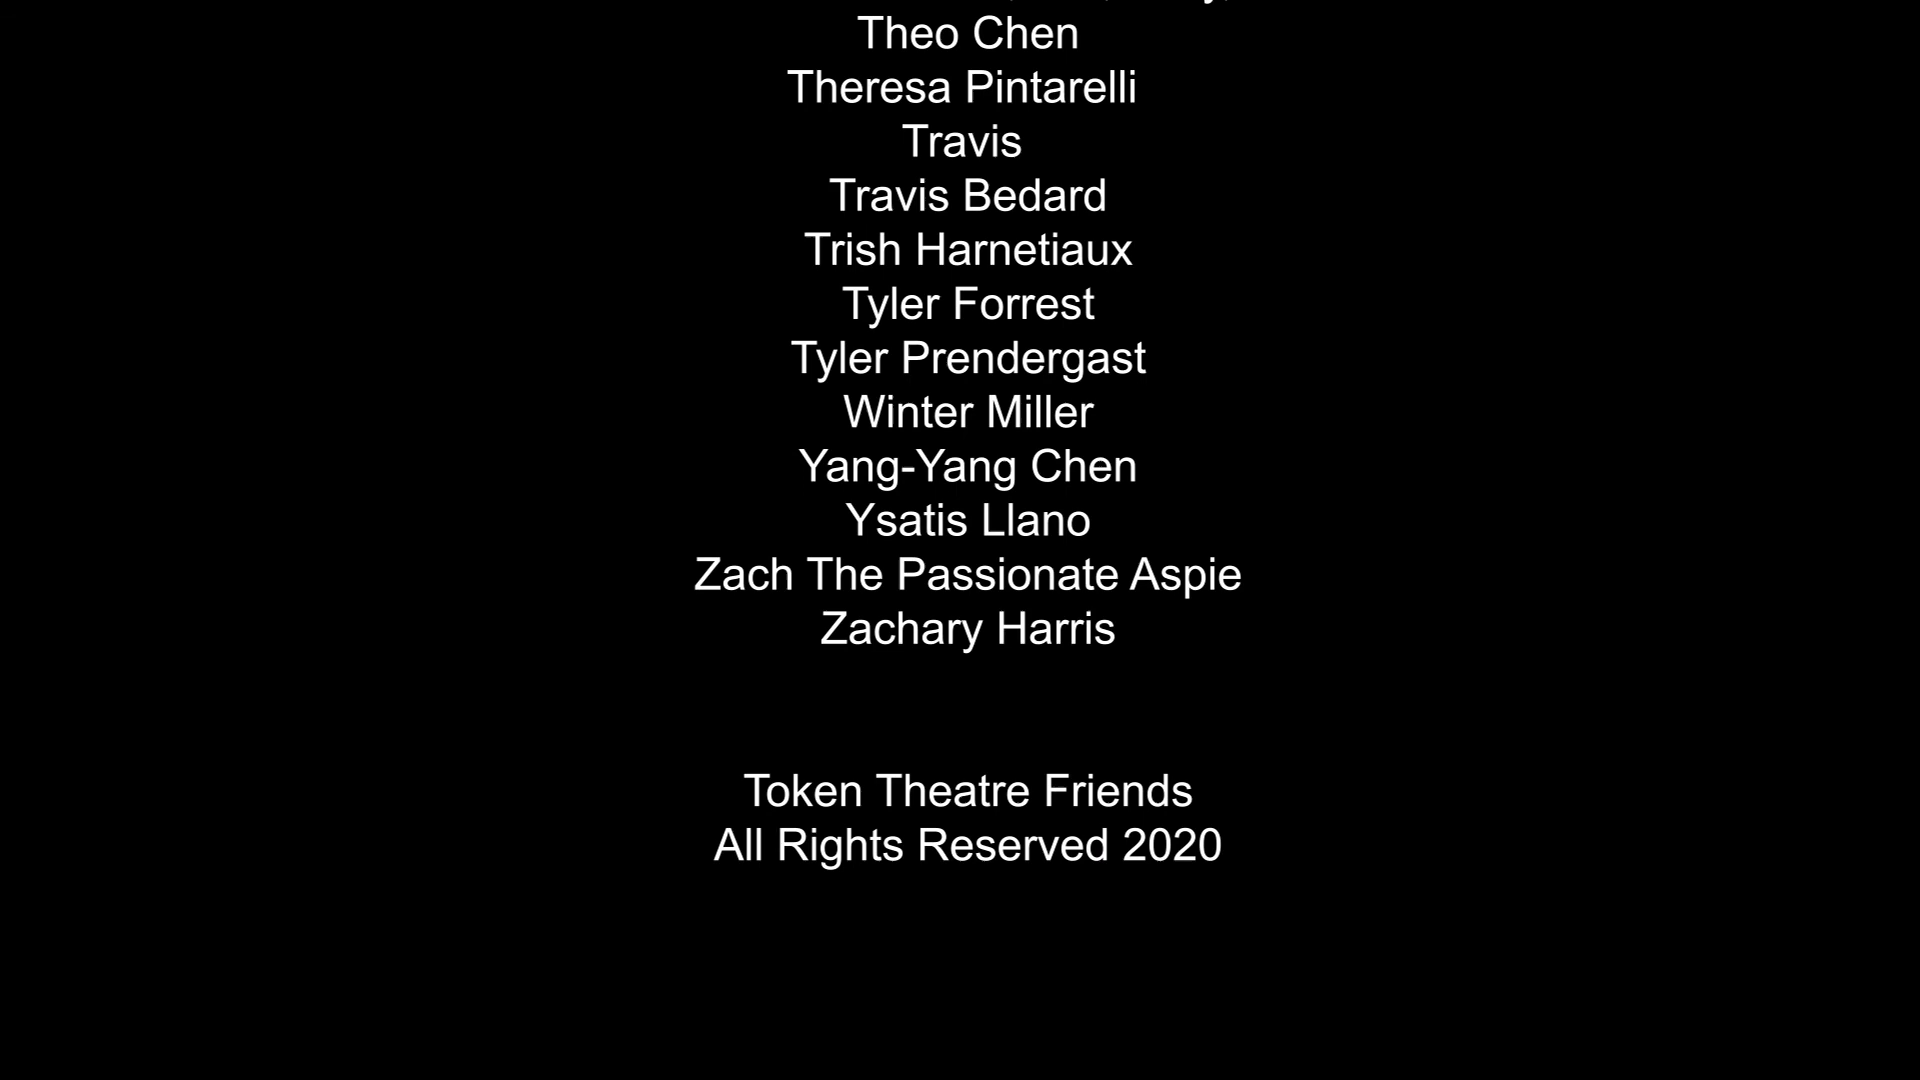 Theo Chen
Theresa Pintarelli
Travis
Travis Bedard
Trish Harnetiaux
Tyler Forrest
Tyler Prendergast
Winter Miller
Yang-Yang Chen
Ysatis Llano
Zach The Passionate Aspie
Zachary Harris
Token Theatre Friends
All Rights Reserved 2020